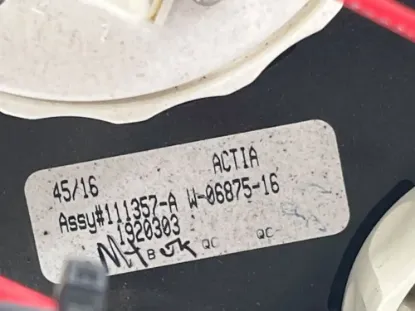 45/16 ACTIA
Assy#111357-A W-06875-16
1920303
B QC QC